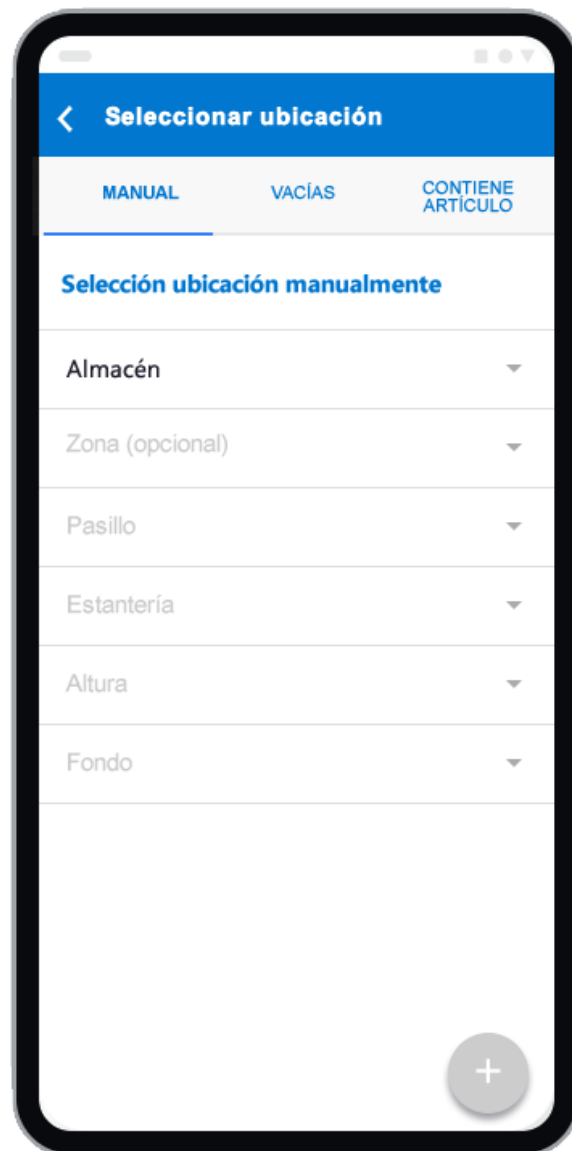 Seleccionar ubicación
MANUAL
VACÍAS
CONTIENE
ARTÍCULO
Selección ubicación manualmente
Almacén
Zona (opcional)
Pasillo
Estantería
Altura
Fondo